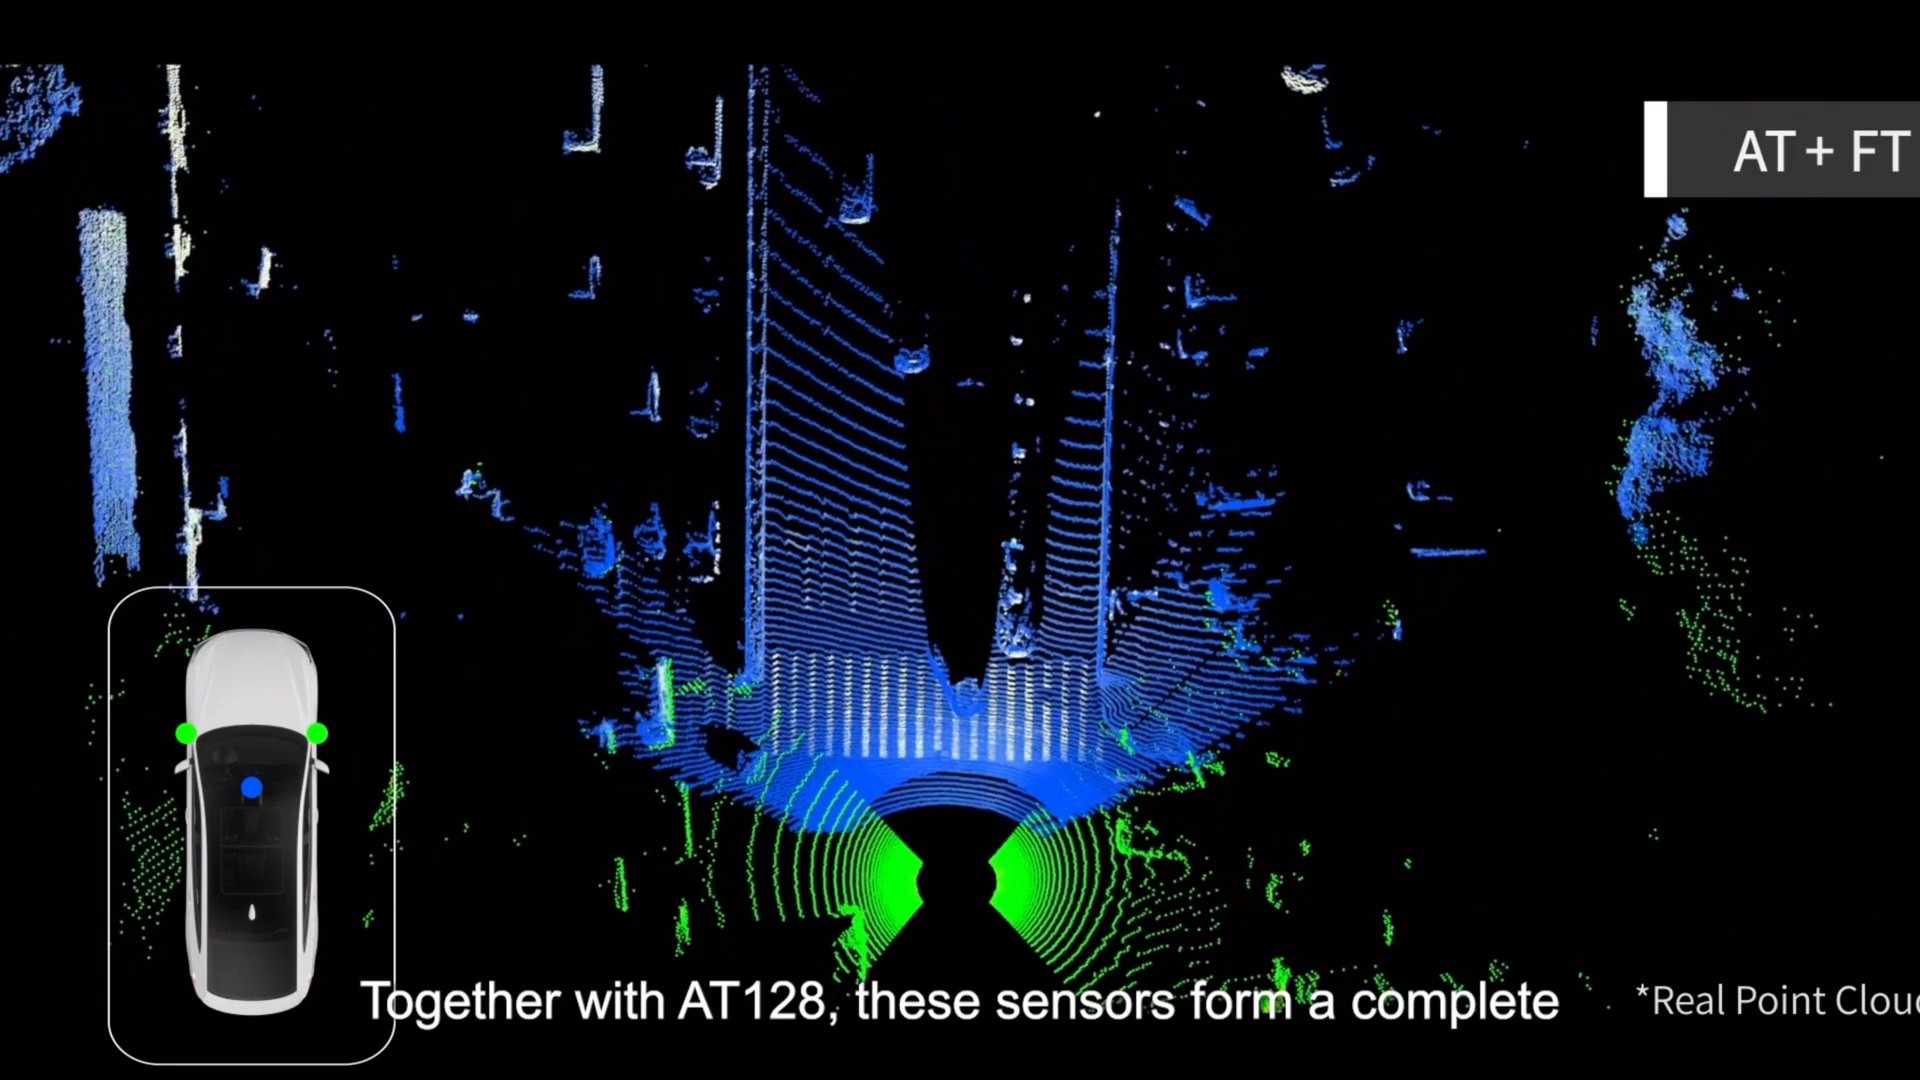 AT + FT
Together with AT128, these sensors form a complete
*Real Point Clou